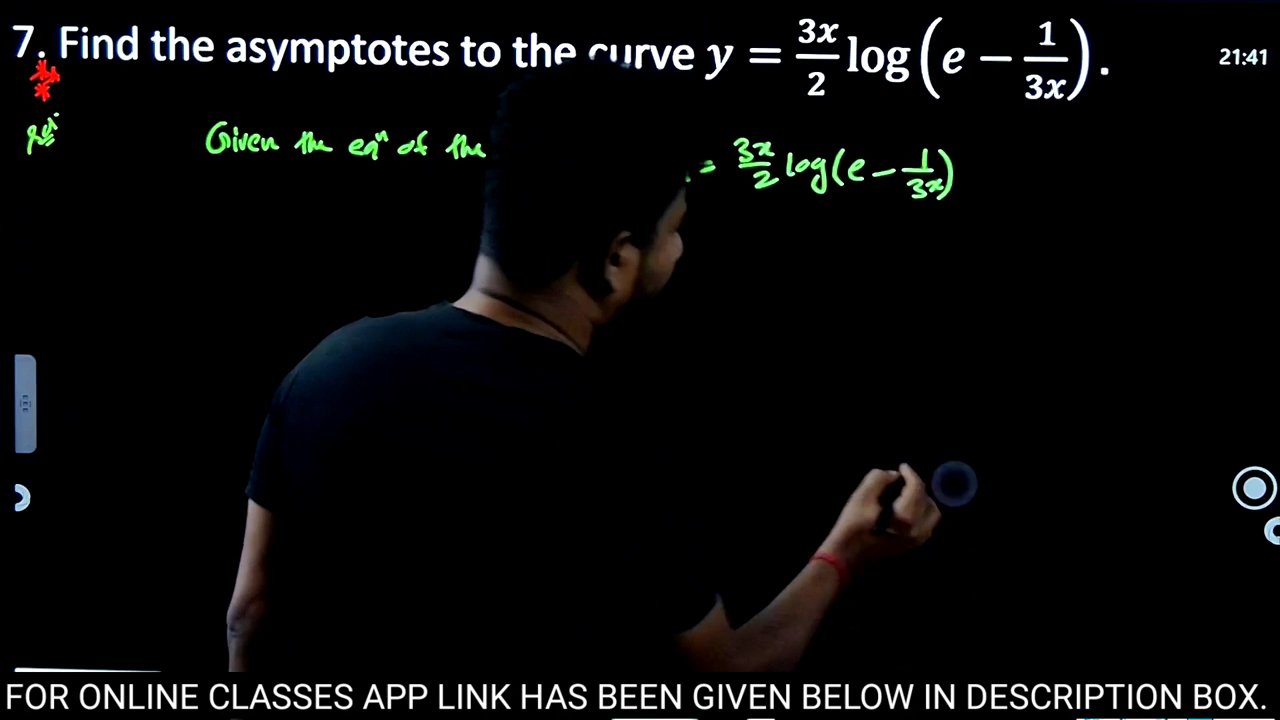 7. Find the asymptotes to the curve y = 3x/2 log(e − 1/3x).
21:41
Given the eqⁿ of the = 3x/2 log(e − 1/3x)
FOR ONLINE CLASSES APP LINK HAS BEEN GIVEN BELOW IN DESCRIPTION BOX.